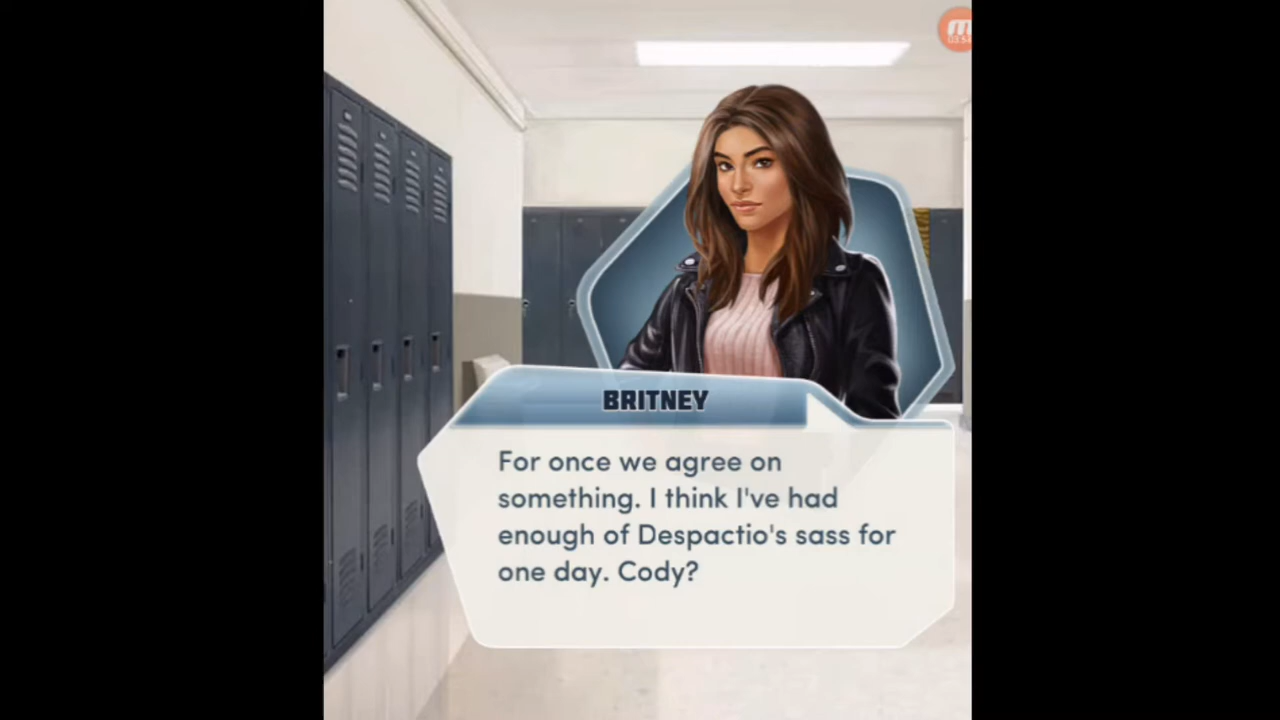 BRITNEY
For once we agree on
something. I think I've had
enough of Despactio's sass for
one day. Cody?